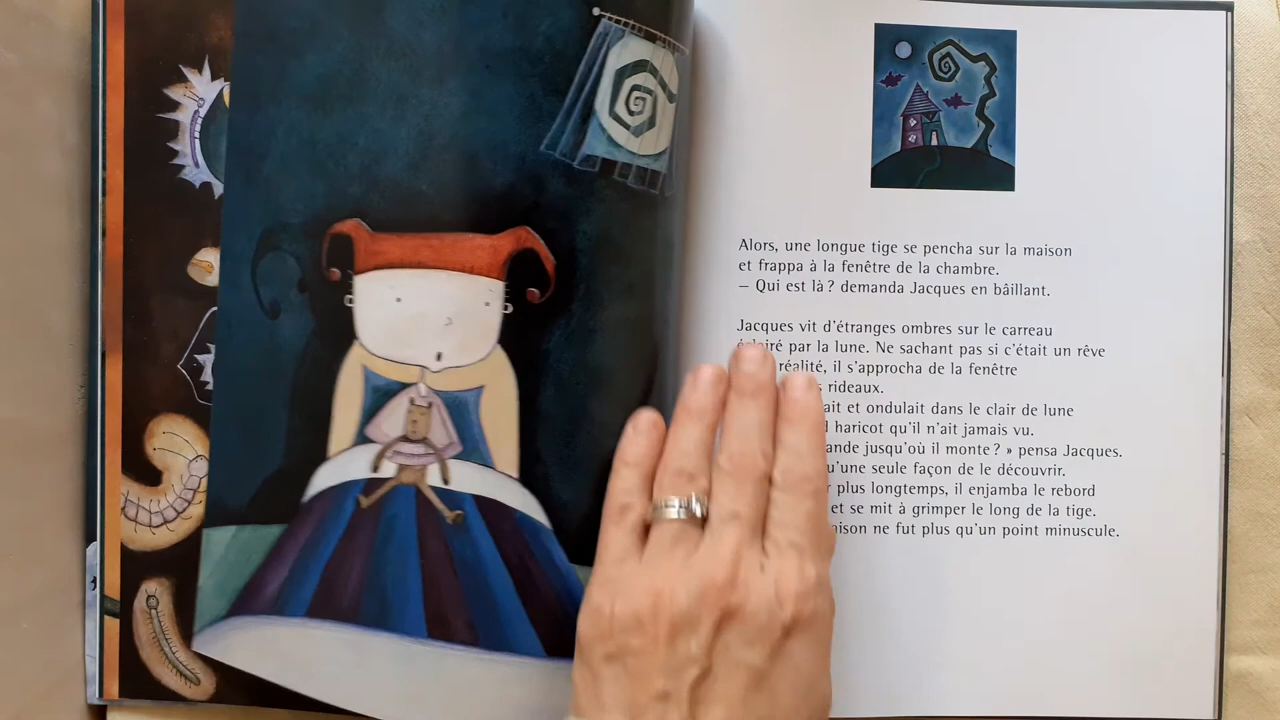 Alors, une longue tige se pencha sur la maison
et frappa à la fenêtre de la chambre.
– Qui est là ? demanda Jacques en bâillant.
Jacques vit d'étranges ombres sur le carreau
éclairé par la lune. Ne sachant pas si c'était un rêve
réalité, il s'approcha de la fenêtre
rideaux.
ait et ondulait dans le clair de lune
haricot qu'il n'ait jamais vu.
ande jusqu'où il monte ? » pensa Jacques.
u'une seule façon de le découvrir.
plus longtemps, il enjamba le rebord
et se mit à grimper le long de la tige.
aison ne fut plus qu'un point minuscule.